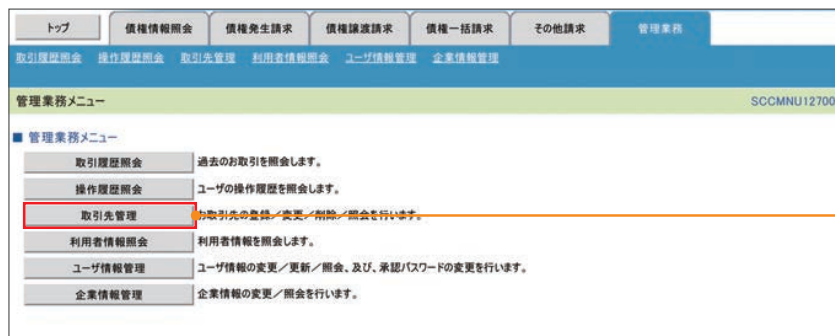 トップ 債権情報照会 債権発生請求 債権譲渡請求 債権一括請求 その他請求 管理業務
取引履歴照会 操作履歴照会 取引先管理 利用者情報照会 ユーザ情報管理 企業情報管理
管理業務メニュー SCCMNU12700
■ 管理業務メニュー
取引履歴照会 過去のお取引を照会します。
操作履歴照会 ユーザの操作履歴を照会します。
取引先管理 お取引先の登録／変更／削除／照会を行います。
利用者情報照会 利用者情報を照会します。
ユーザ情報管理 ユーザ情報の変更／更新／照会、及び、承認パスワードの変更を行います。
企業情報管理 企業情報の変更／照会を行います。